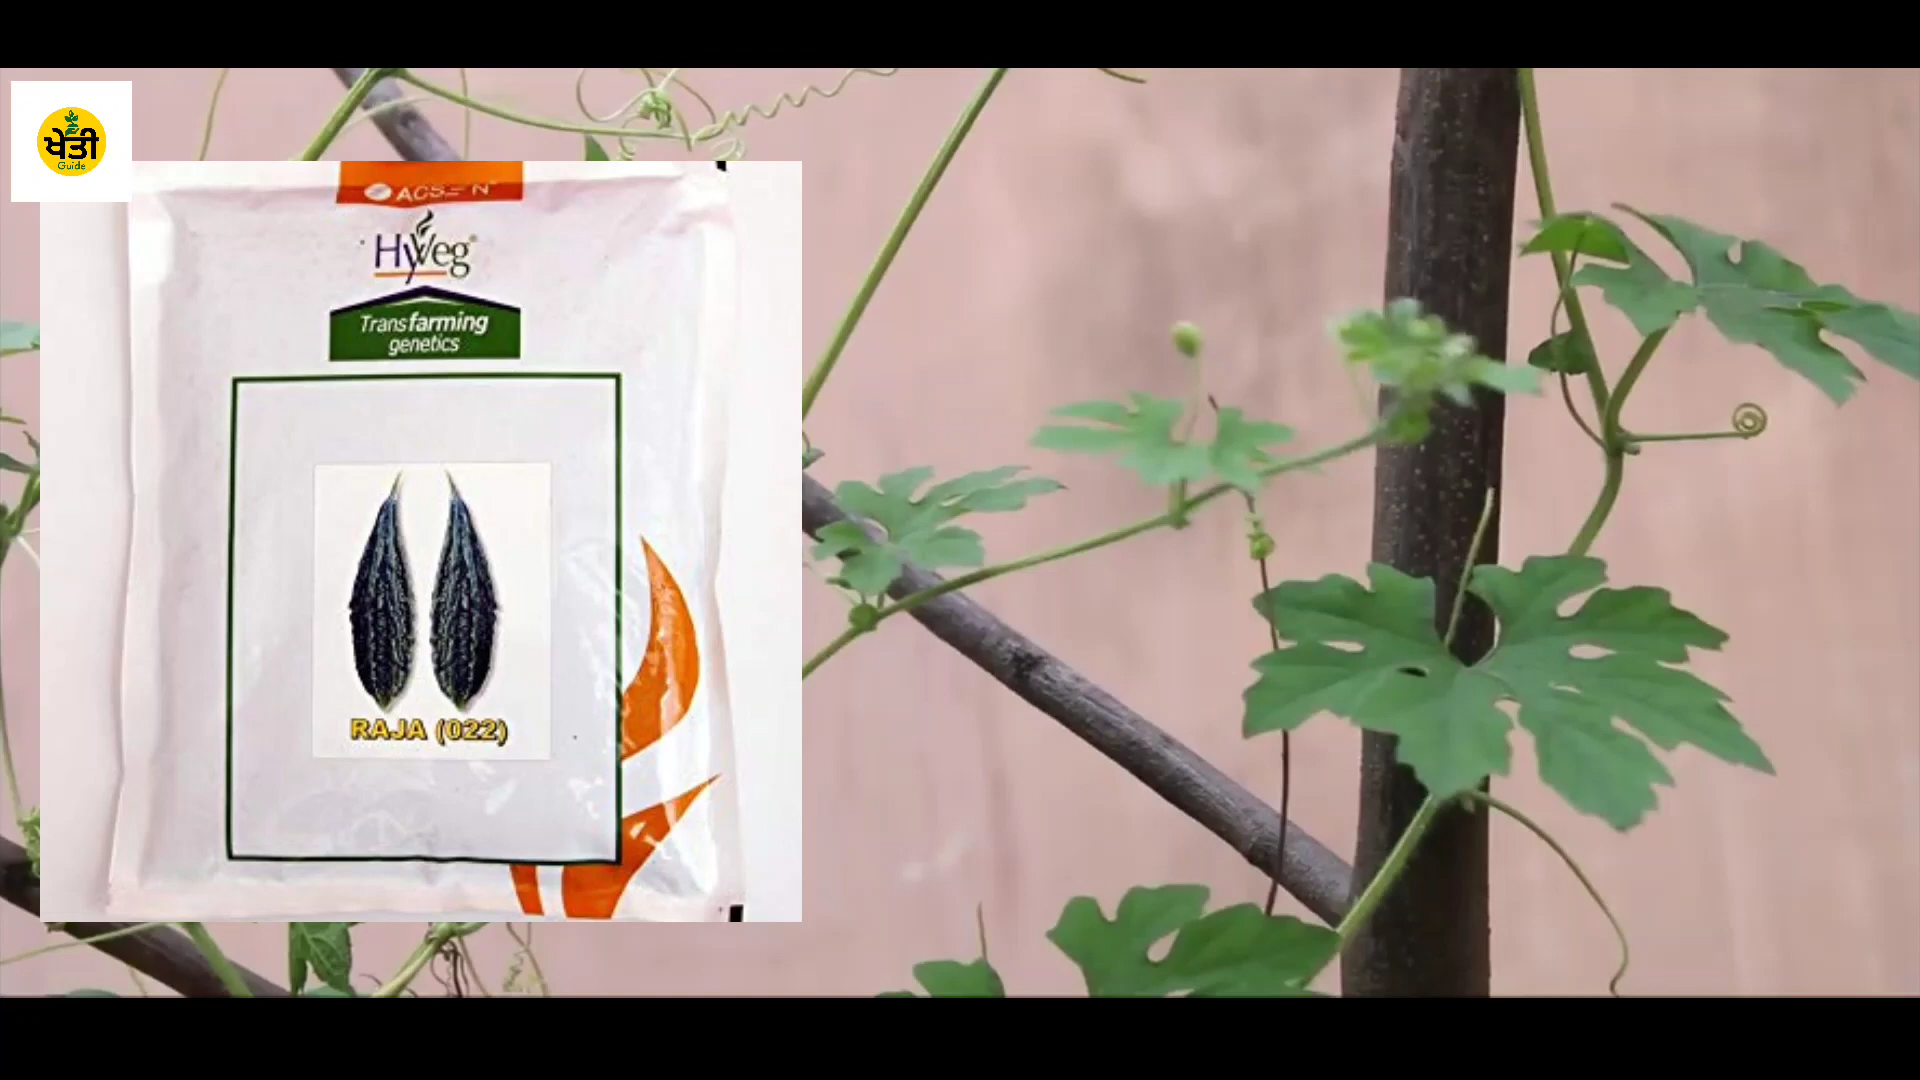 ਖੇਤੀ
Guide
HyVeg
Transfarming
genetics
RAJA (022)